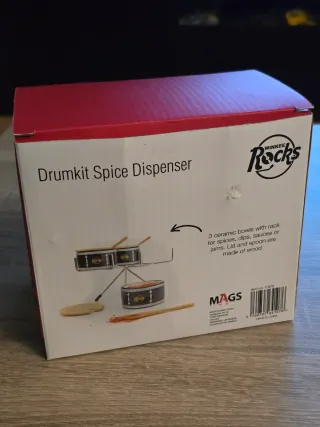 Drumkit Spice Dispenser
WINKEE
Rocks
3 ceramic bowls with rack
for spices, dips, sauces or
jams. Lid and spoon are
made of wood.
MAGS